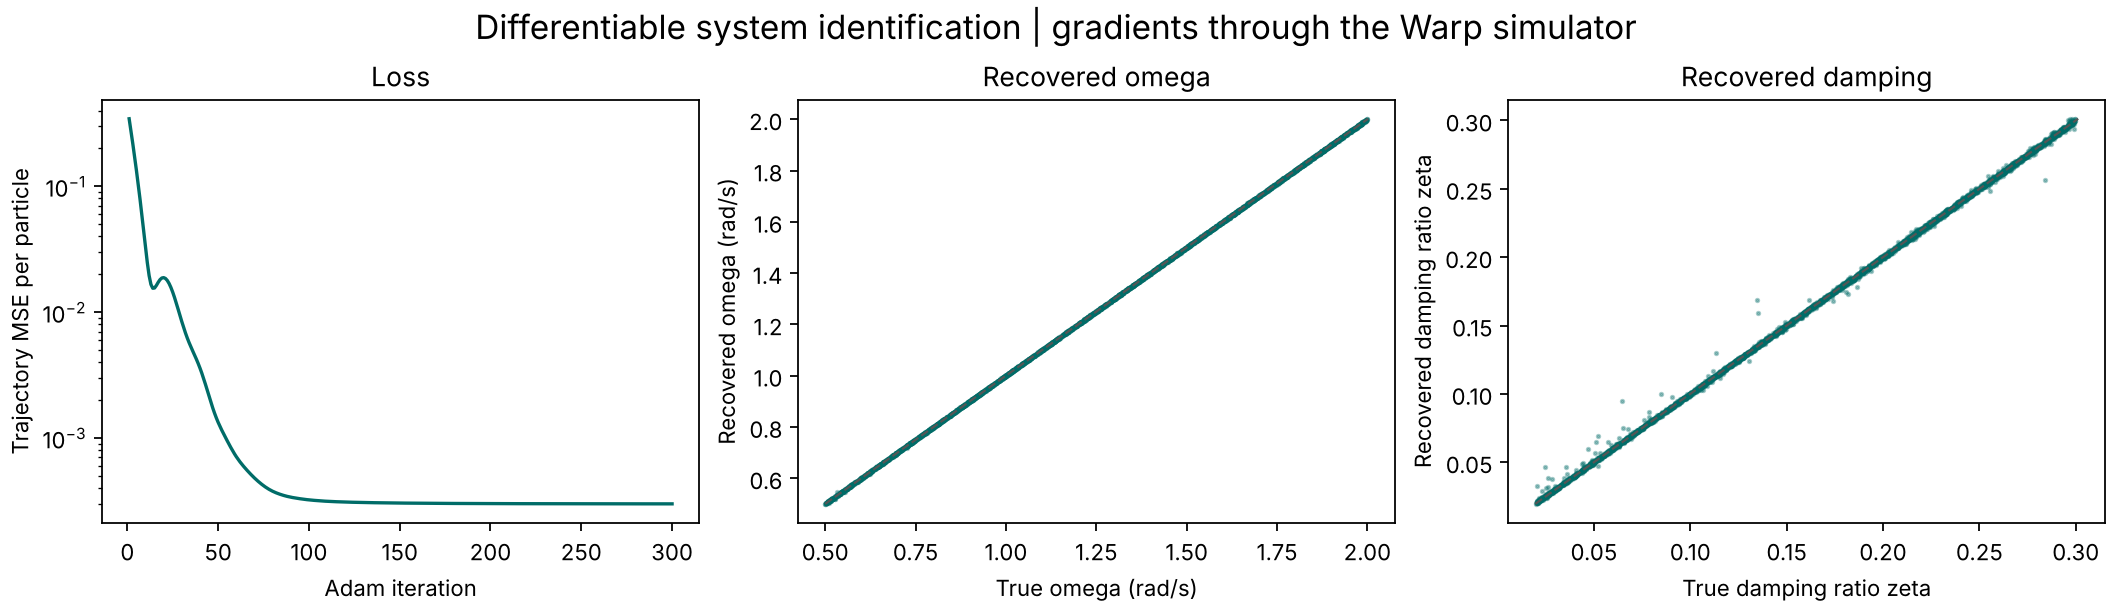 Differentiable system identification | gradients through the Warp simulator
Loss
Trajectory MSE per particle
10⁻¹
10⁻²
10⁻³
0 50 100 150 200 250 300
Adam iteration
Recovered omega
Recovered omega (rad/s)
2.0
1.8
1.6
1.4
1.2
1.0
0.8
0.6
0.50 0.75 1.00 1.25 1.50 1.75 2.00
True omega (rad/s)
Recovered damping
Recovered damping ratio zeta
0.30
0.25
0.20
0.15
0.10
0.05
0.05 0.10 0.15 0.20 0.25 0.30
True damping ratio zeta